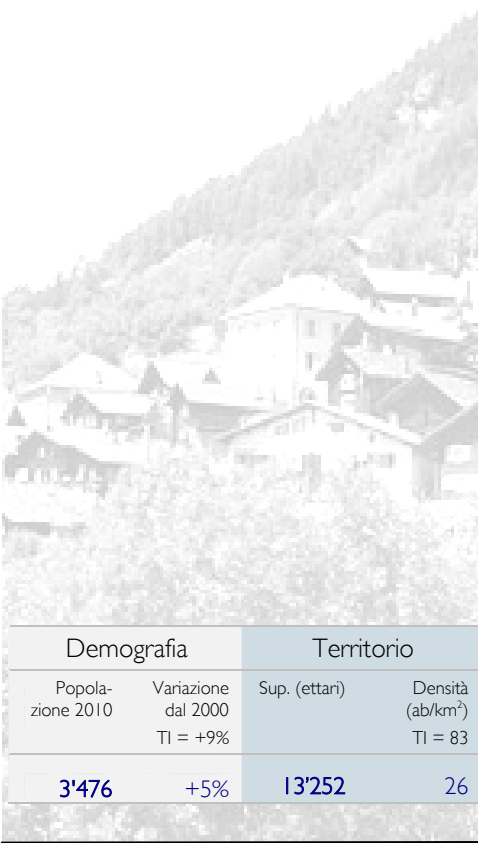 Demografia Territorio
Popola-
zione 2010
Variazione
dal 2000
TI = +9%
Sup. (ettari)
Densità
(ab/km²)
TI = 83
3'476 +5% 13'252 26